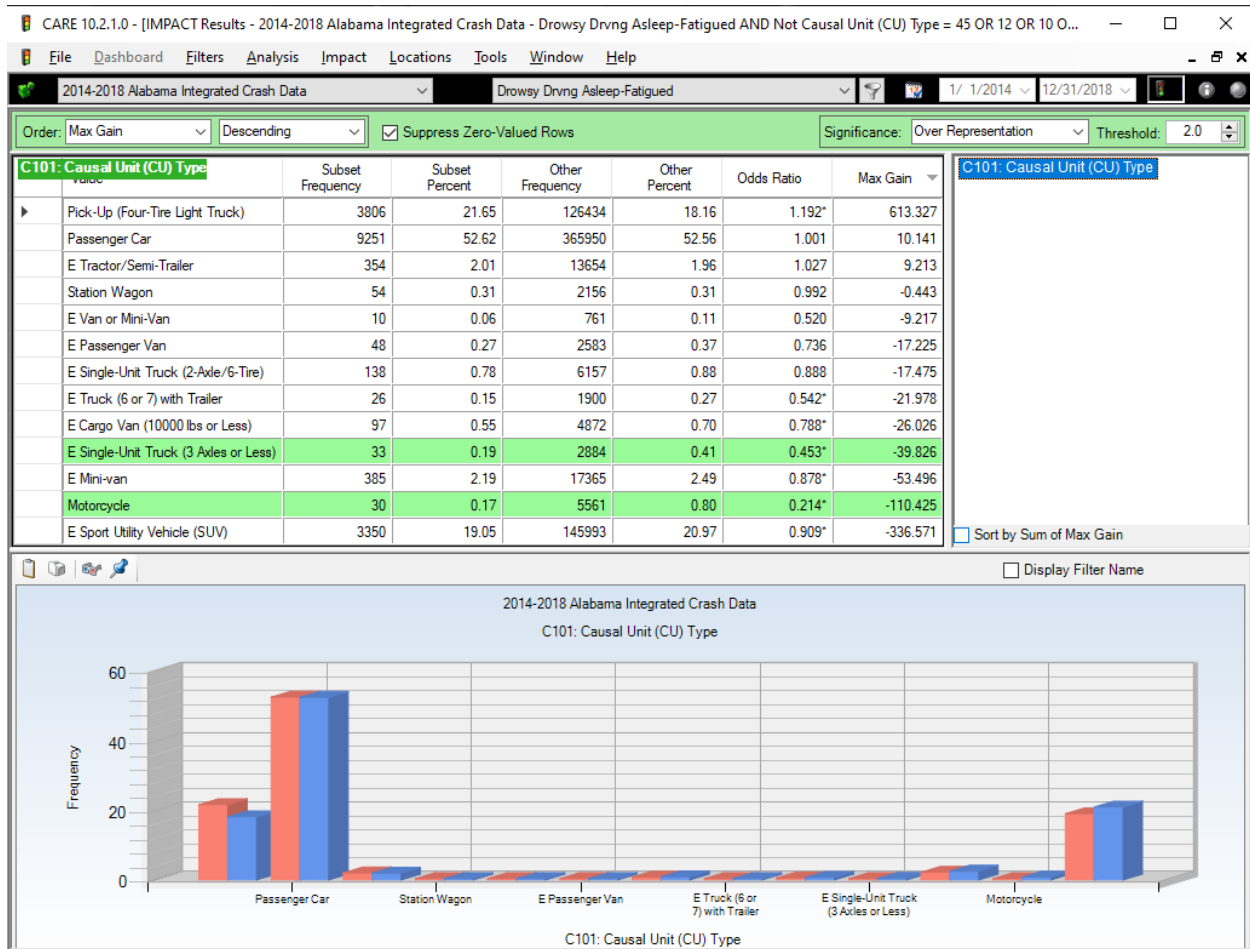 CARE 10.2.1.0 - [IMPACT Results - 2014-2018 Alabama Integrated Crash Data - Drowsy Drvng Asleep-Fatigued AND Not Causal Unit (CU) Type = 45 OR 12 OR 10 O...
File Dashboard Filters Analysis Impact Locations Tools Window Help
2014-2018 Alabama Integrated Crash Data Drowsy Drvng Asleep-Fatigued 1/ 1/2014 12/31/2018
Order: Max Gain Descending Suppress Zero-Valued Rows Significance: Over Representation Threshold: 2.0
C101: Causal Unit (CU) Type Subset Frequency Subset Percent Other Frequency Other Percent Odds Ratio Max Gain
Pick-Up (Four-Tire Light Truck) 3806 21.65 126434 18.16 1.192* 613.327
Passenger Car 9251 52.62 365950 52.56 1.001 10.141
E Tractor/Semi-Trailer 354 2.01 13654 1.96 1.027 9.213
Station Wagon 54 0.31 2156 0.31 0.992 -0.443
E Van or Mini-Van 10 0.06 761 0.11 0.520 -9.217
E Passenger Van 48 0.27 2583 0.37 0.736 -17.225
E Single-Unit Truck (2-Axle/6-Tire) 138 0.78 6157 0.88 0.888 -17.475
E Truck (6 or 7) with Trailer 26 0.15 1900 0.27 0.542* -21.978
E Cargo Van (10000 lbs or Less) 97 0.55 4872 0.70 0.788* -26.026
E Single-Unit Truck (3 Axles or Less) 33 0.19 2884 0.41 0.453* -39.826
E Mini-van 385 2.19 17365 2.49 0.878* -53.496
Motorcycle 30 0.17 5561 0.80 0.214* -110.425
E Sport Utility Vehicle (SUV) 3350 19.05 145993 20.97 0.909* -336.571
C101: Causal Unit (CU) Type
Sort by Sum of Max Gain
Display Filter Name
2014-2018 Alabama Integrated Crash Data
C101: Causal Unit (CU) Type
60
40
20
0
Frequency
Passenger Car
Station Wagon
E Passenger Van
E Truck (6 or
7) with Trailer
E Single-Unit Truck
(3 Axles or Less)
Motorcycle
C101: Causal Unit (CU) Type